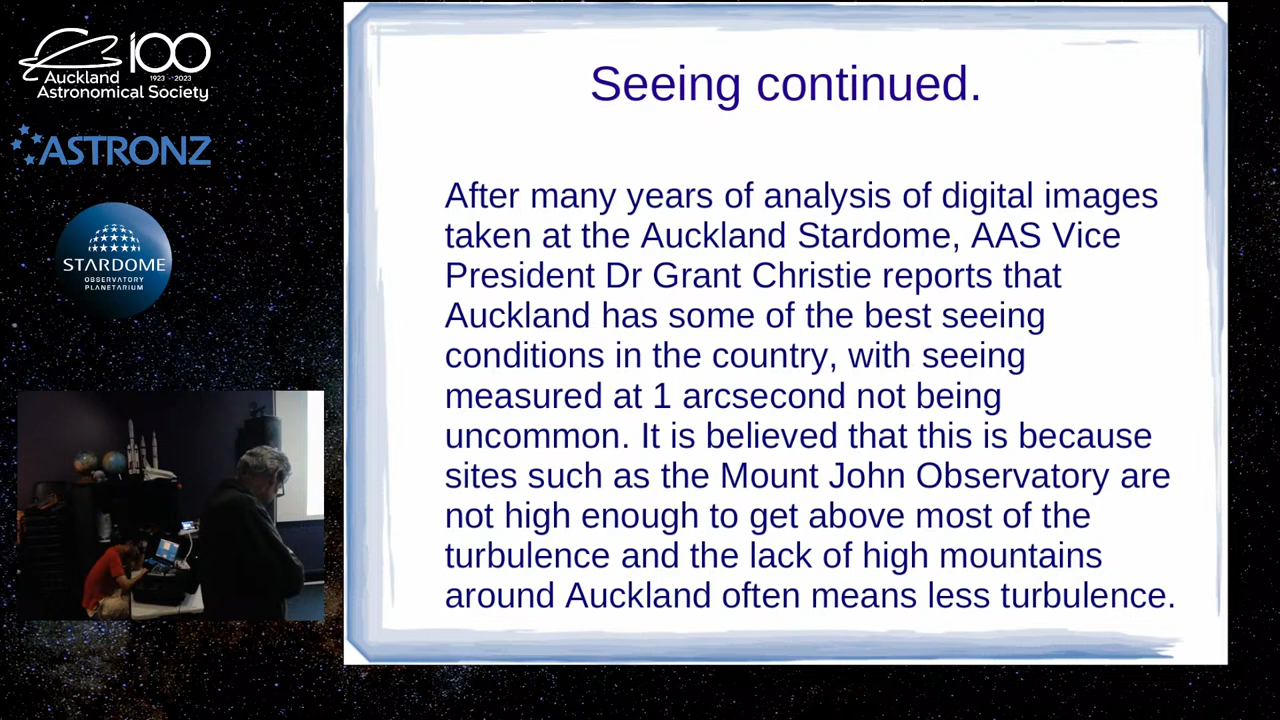 100
1923 - 2023
Auckland
Astronomical Society
ASTRONZ
STARDOME
OBSERVATORY
PLANETARIUM
Seeing continued.
After many years of analysis of digital images
taken at the Auckland Stardome, AAS Vice
President Dr Grant Christie reports that
Auckland has some of the best seeing
conditions in the country, with seeing
measured at 1 arcsecond not being
uncommon. It is believed that this is because
sites such as the Mount John Observatory are
not high enough to get above most of the
turbulence and the lack of high mountains
around Auckland often means less turbulence.